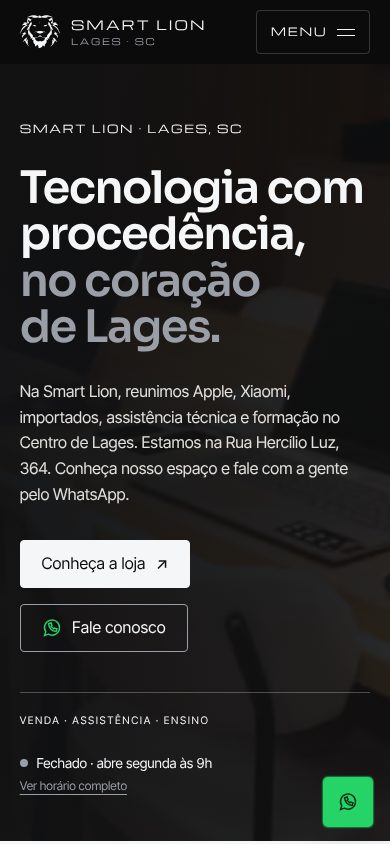 SMART LION
LAGES · SC
MENU
SMART LION · LAGES, SC
Tecnologia com
procedência,
no coração
de Lages.
Na Smart Lion, reunimos Apple, Xiaomi,
importados, assistência técnica e formação no
Centro de Lages. Estamos na Rua Hercílio Luz,
364. Conheça nosso espaço e fale com a gente
pelo WhatsApp.
Conheça a loja
Fale conosco
VENDA · ASSISTÊNCIA · ENSINO
Fechado · abre segunda às 9h
Ver horário completo